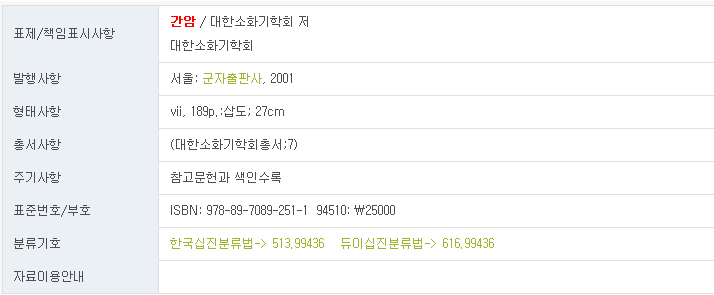 표제/책임표시사항
간암 / 대한소화기학회 저
대한소화기학회
발행사항
서울: 군자출판사, 2001
형태사항
vii, 189p.:삽도; 27cm
총서사항
(대한소화기학회총서;7)
주기사항
참고문헌과 색인수록
표준번호/부호
ISBN: 978-89-7089-251-1 94510: ₩25000
분류기호
한국십진분류법-> 513.99436 듀이십진분류법-> 616.99436
자료이용안내